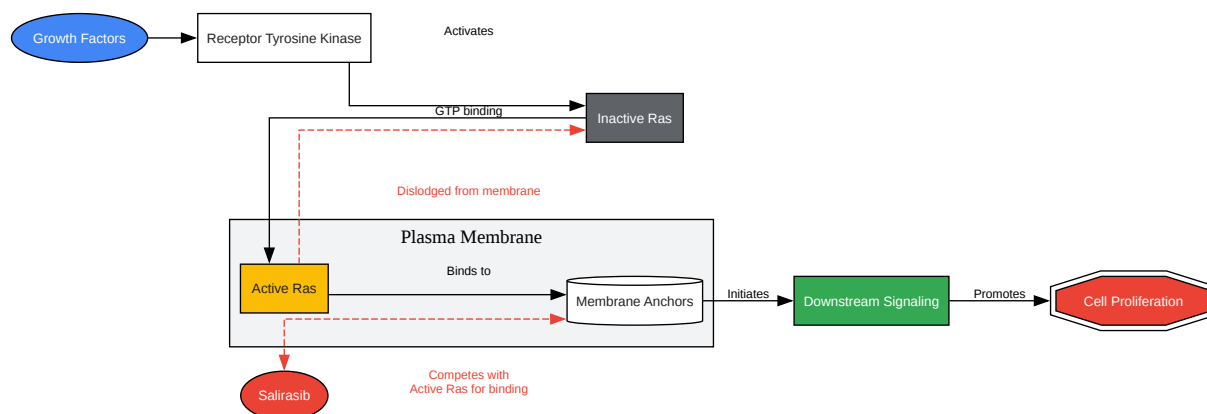 Growth Factors
Receptor Tyrosine Kinase
Activates
GTP binding
Inactive Ras
Dislodged from membrane
Plasma Membrane
Active Ras
Binds to
Membrane Anchors
Initiates
Downstream Signaling
Promotes
Cell Proliferation
Salirasib
Competes with
Active Ras for binding